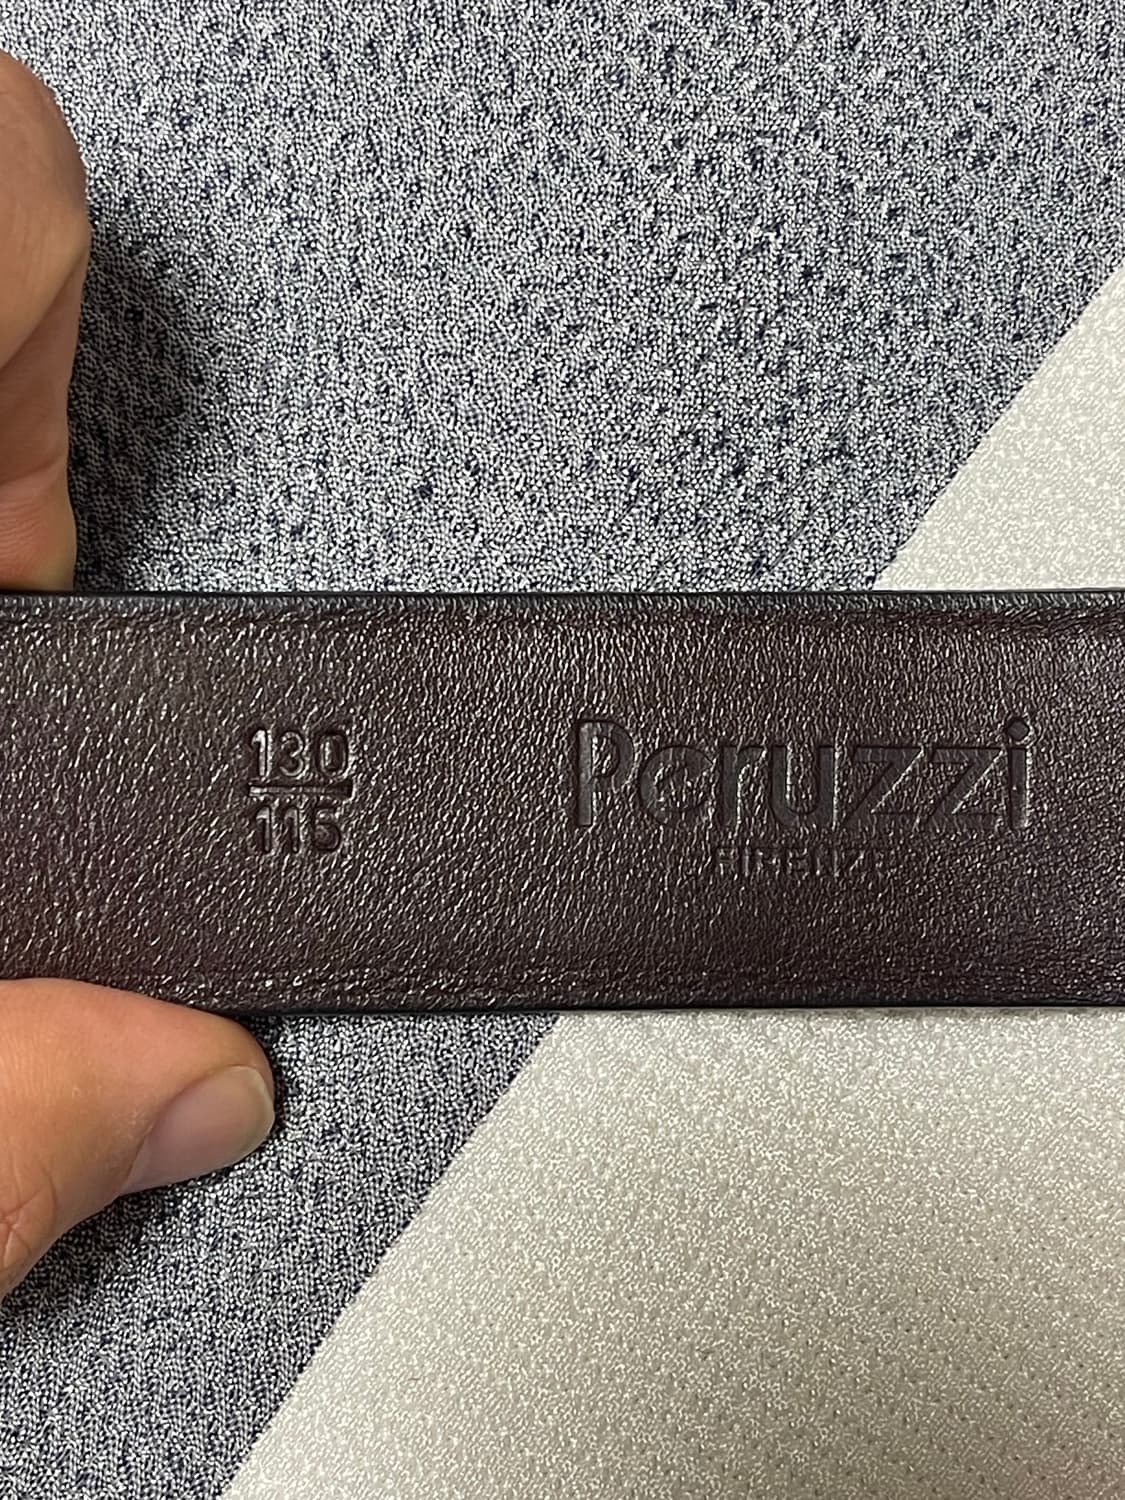 130
115
Peruzzi
FIRENZE